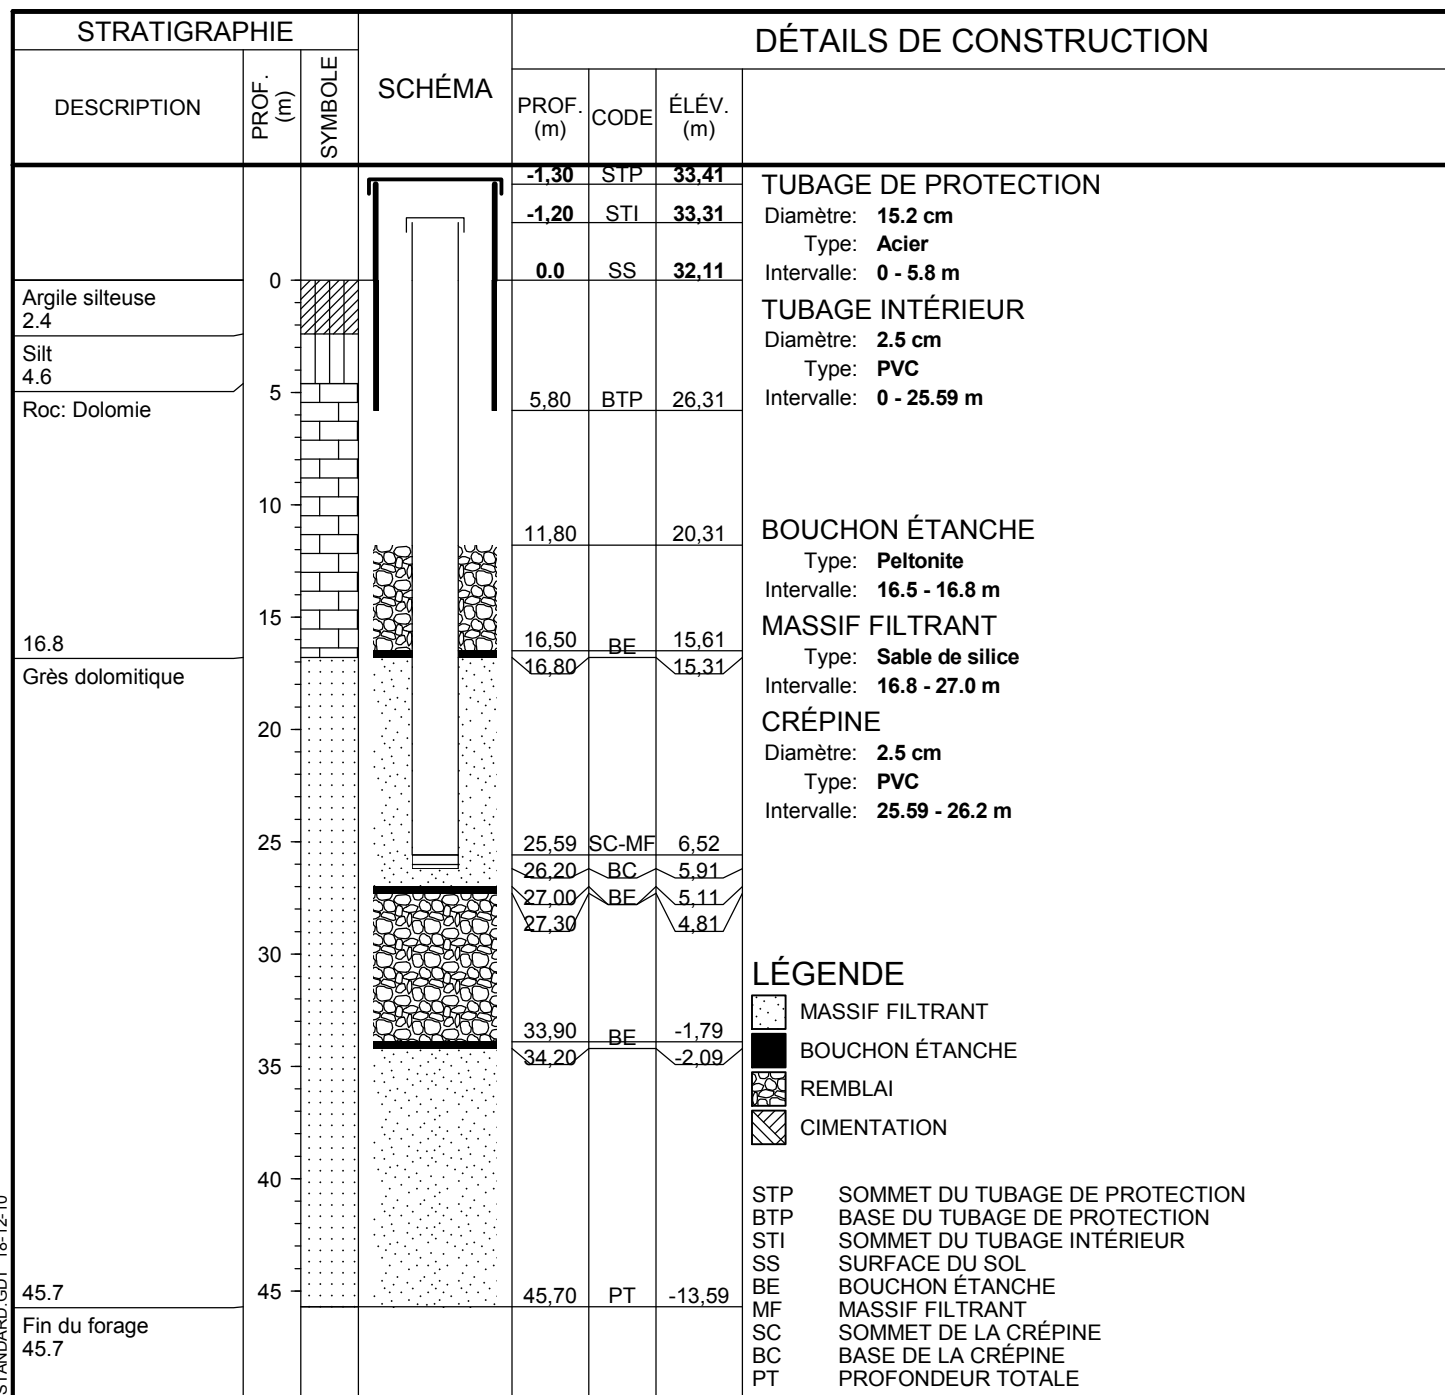 STRATIGRAPHIE
DESCRIPTION
PROF. (m)
SYMBOLE
SCHÉMA
DÉTAILS DE CONSTRUCTION
PROF. (m)
CODE
ÉLÉV. (m)
-1,30 STP 33,41
-1,20 STI 33,31
0.0 SS 32,11
5,80 BTP 26,31
11,80 20,31
16,50 BE 15,61
16,80 15,31
25,59 SC-MF 6,52
26,20 BC 5,91
27,00 BE 5,11
27,30 4,81
33,90 BE -1,79
34,20 -2,09
45,70 PT -13,59
Argile silteuse
2.4
Silt
4.6
Roc: Dolomie
16.8
Grès dolomitique
45.7
Fin du forage
45.7
0
5
10
15
20
25
30
35
40
45
TUBAGE DE PROTECTION
Diamètre: 15.2 cm
Type: Acier
Intervalle: 0 - 5.8 m
TUBAGE INTÉRIEUR
Diamètre: 2.5 cm
Type: PVC
Intervalle: 0 - 25.59 m
BOUCHON ÉTANCHE
Type: Peltonite
Intervalle: 16.5 - 16.8 m
MASSIF FILTRANT
Type: Sable de silice
Intervalle: 16.8 - 27.0 m
CRÉPINE
Diamètre: 2.5 cm
Type: PVC
Intervalle: 25.59 - 26.2 m
LÉGENDE
MASSIF FILTRANT
BOUCHON ÉTANCHE
REMBLAI
CIMENTATION
STP SOMMET DU TUBAGE DE PROTECTION
BTP BASE DU TUBAGE DE PROTECTION
STI SOMMET DU TUBAGE INTÉRIEUR
SS SURFACE DU SOL
BE BOUCHON ÉTANCHE
MF MASSIF FILTRANT
SC SOMMET DE LA CRÉPINE
BC BASE DE LA CRÉPINE
PT PROFONDEUR TOTALE
STANDARD.GDT 18-12-10